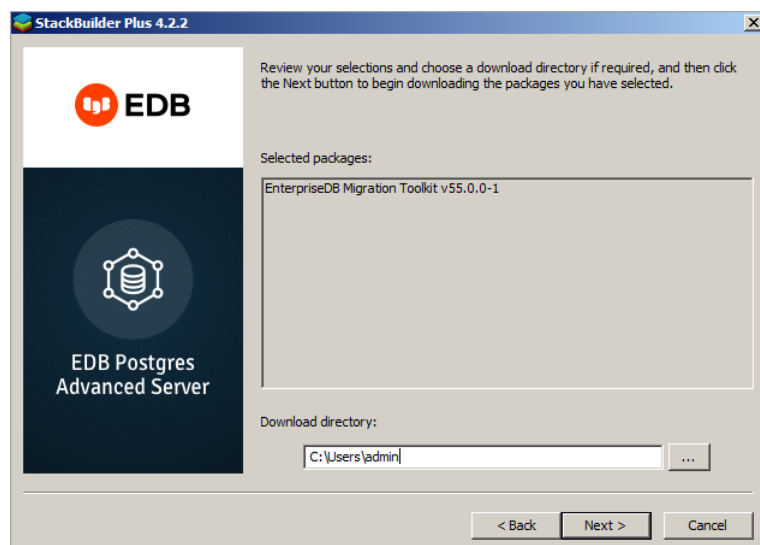 StackBuilder Plus 4.2.2
EDB
Review your selections and choose a download directory if required, and then click
the Next button to begin downloading the packages you have selected.
Selected packages:
EnterpriseDB Migration Toolkit v55.0.0-1
EDB Postgres
Advanced Server
Download directory:
C:\Users\admin
...
< Back
Next >
Cancel